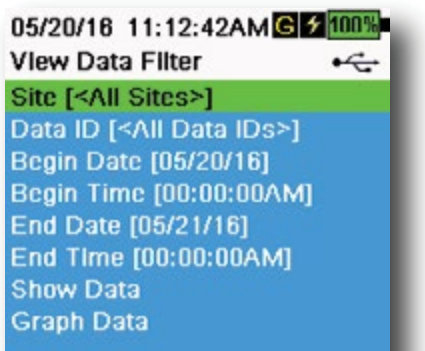 05/20/16 11:12:42AM G 100%
View Data Filter
Site [<All Sites>]
Data ID [<All Data IDs>]
Begin Date [05/20/16]
Begin Time [00:00:00AM]
End Date [05/21/16]
End Time [00:00:00AM]
Show Data
Graph Data